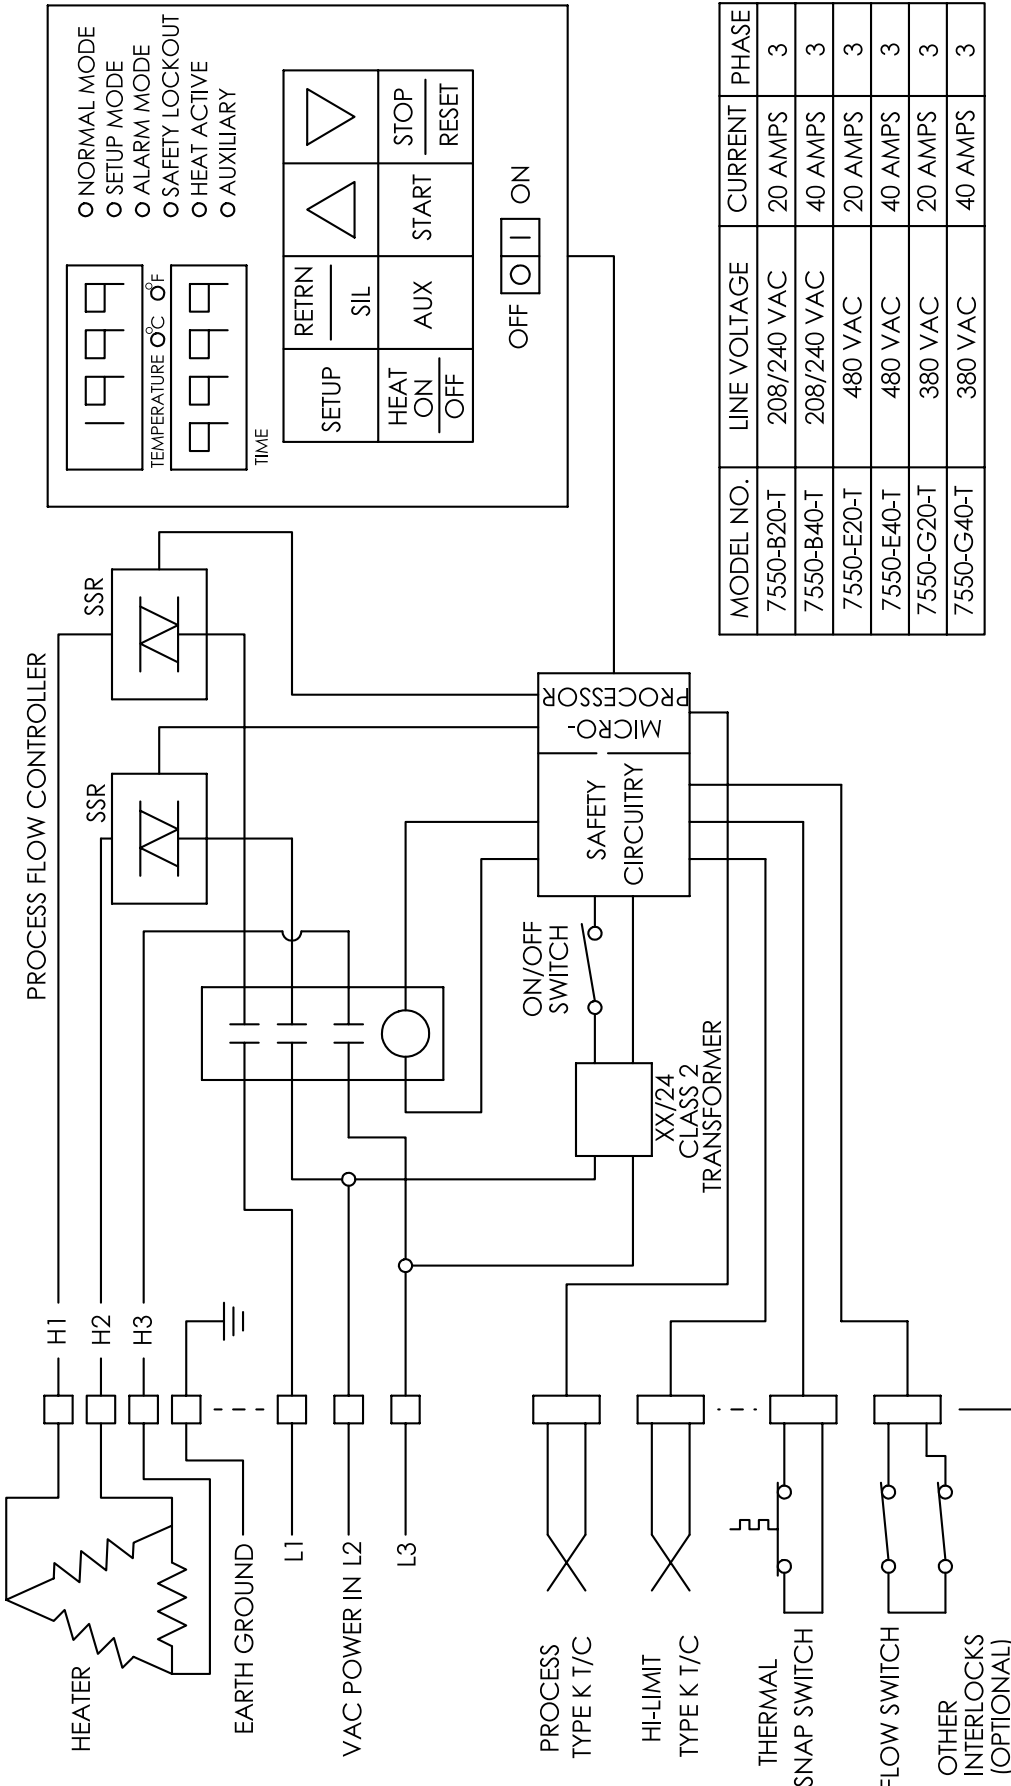 PROCESS FLOW CONTROLLER
HEATER
H1
H2
H3
EARTH GROUND
L1
VAC POWER IN L2
L3
PROCESS
TYPE K T/C
HI-LIMIT
TYPE K T/C
THERMAL
SNAP SWITCH
FLOW SWITCH
OTHER
INTERLOCKS
(OPTIONAL)
SSR
SSR
ON/OFF
SWITCH
XX/24
CLASS 2
TRANSFORMER
SAFETY
CIRCUITRY
MICRO-
PROCESSOR
TEMPERATURE °C °F
TIME
NORMAL MODE
SETUP MODE
ALARM MODE
SAFETY LOCKOUT
HEAT ACTIVE
AUXILIARY
SETUP
RETRN
SIL
HEAT
ON
OFF
AUX
START
STOP
RESET
OFF O I ON
MODEL NO. LINE VOLTAGE CURRENT PHASE
7550-B20-T 208/240 VAC 20 AMPS 3
7550-B40-T 208/240 VAC 40 AMPS 3
7550-E20-T 480 VAC 20 AMPS 3
7550-E40-T 480 VAC 40 AMPS 3
7550-G20-T 380 VAC 20 AMPS 3
7550-G40-T 380 VAC 40 AMPS 3